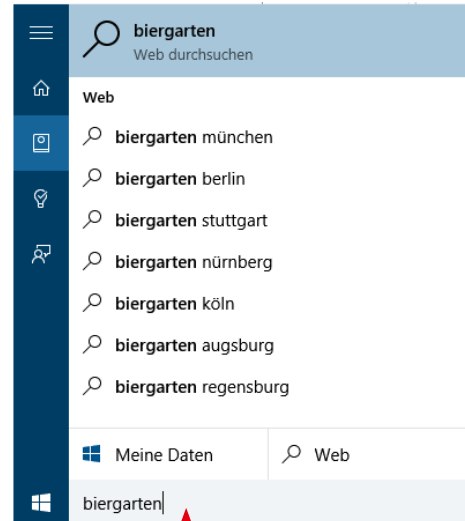 biergarten
Web durchsuchen
Web
biergarten münchen
biergarten berlin
biergarten stuttgart
biergarten nürnberg
biergarten köln
biergarten augsburg
biergarten regensburg
Meine Daten
Web
biergarten